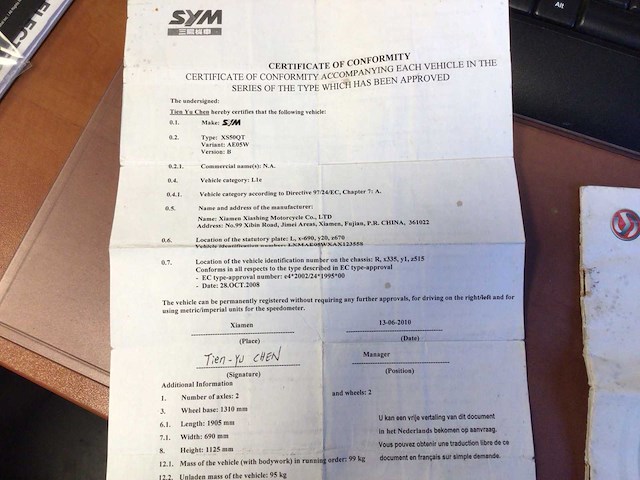 SYM
三陽機車
CERTIFICATE OF CONFORMITY
CERTIFICATE OF CONFORMITY ACCOMPANYING EACH VEHICLE IN THE
SERIES OF THE TYPE WHICH HAS BEEN APPROVED
The undersigned:
Tien Yu Chen hereby certifies that the following vehicle:
0.1. Make: SYM
0.2. Type: XS50QT
Variant: AE05W
Version: B
0.2.1. Commercial name(s): N.A.
0.4. Vehicle category: L1e
0.4.1. Vehicle category according to Directive 97/24/EC, Chapter 7: A.
0.5. Name and address of the manufacturer:
Name: Xiamen Xiashing Motorcycle Co., LTD
Address: No.99 Xibin Road, Jimei Areas, Xiamen, Fujian, P.R. CHINA, 361022
0.6. Location of the statutory plate: L, x-690, y20, z670
Vehicle identification number:
0.7. Location of the vehicle identification number on the chassis: R, x335, y1, z515
Conforms in all respects to the type described in EC type-approval
- EC type-approval number: e4*2002/24*1995*00
- Date: 28.OCT.2008
The vehicle can be permanently registered without requiring any further approvals, for driving on the right/left and for
using metric/imperial units for the speedometer.
Xiamen 13-06-2010
(Place) (Date)
Tien-Yu CHEN Manager
(Signature) (Position)
Additional Information
1. Number of axles: 2 and wheels: 2
3. Wheel base: 1310 mm
6.1. Length: 1905 mm
7.1. Width: 690 mm
8. Height: 1125 mm
12.1. Mass of the vehicle (with bodywork) in running order: 99 kg
12.2. Unladen mass of the vehicle: 95 kg
U kan een vrije vertaling van dit document
in het Nederlands bekomen op aanvraag.
Vous pouvez obtenir une traduction libre de ce
document en français sur simple demande.
Alt